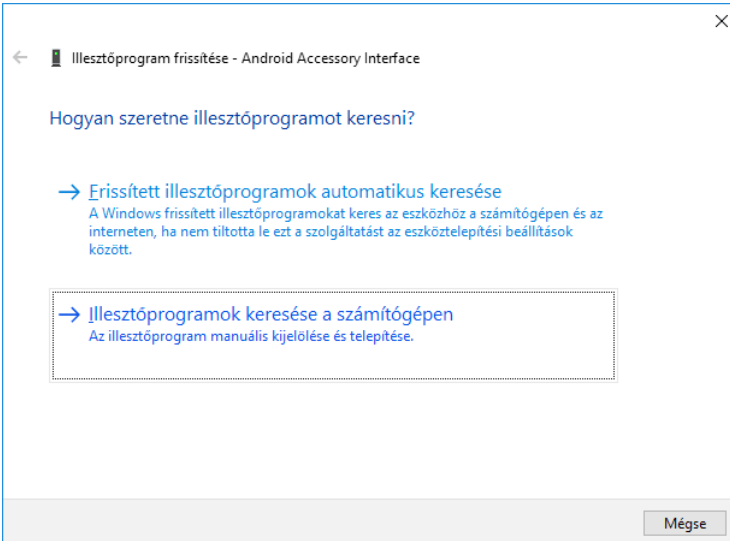 Illesztőprogram frissítése - Android Accessory Interface
Hogyan szeretne illesztőprogramot keresni?
Frissített illesztőprogramok automatikus keresése
A Windows frissített illesztőprogramokat keres az eszközhöz a számítógépen és az
interneten, ha nem tiltotta le ezt a szolgáltatást az eszköztelepítési beállítások
között.
Illesztőprogramok keresése a számítógépen
Az illesztőprogram manuális kijelölése és telepítése.
Mégse